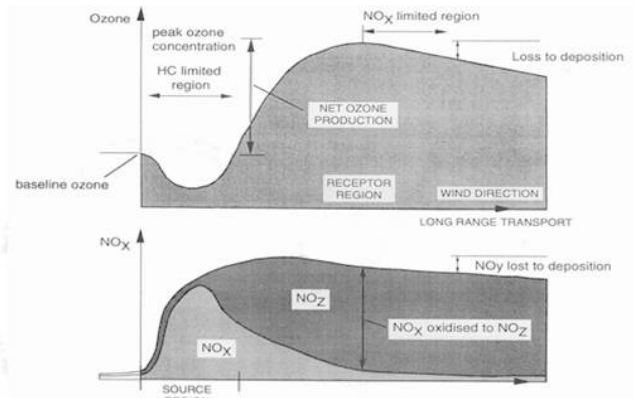 Ozone
peak ozone
concentration
HC limited
region
NOX limited region
Loss to deposition
NET OZONE
PRODUCTION
baseline ozone
RECEPTOR
REGION
WIND DIRECTION
LONG RANGE TRANSPORT
NOX
NOy lost to deposition
NOZ
NOX oxidised to NOZ
NOX
SOURCE